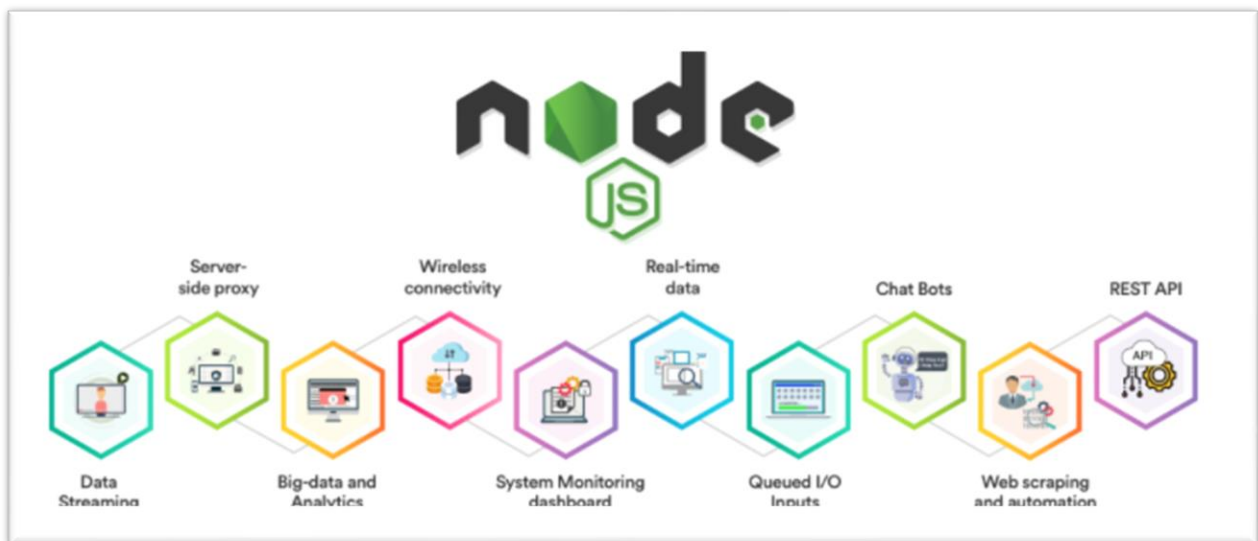 node
JS
Server-
side proxy
Wireless
connectivity
Real-time
data
Chat Bots
REST API
API
Data
Streaming
Big-data and
Analytics
System Monitoring
dashboard
Queued I/O
Inputs
Web scraping
and automation